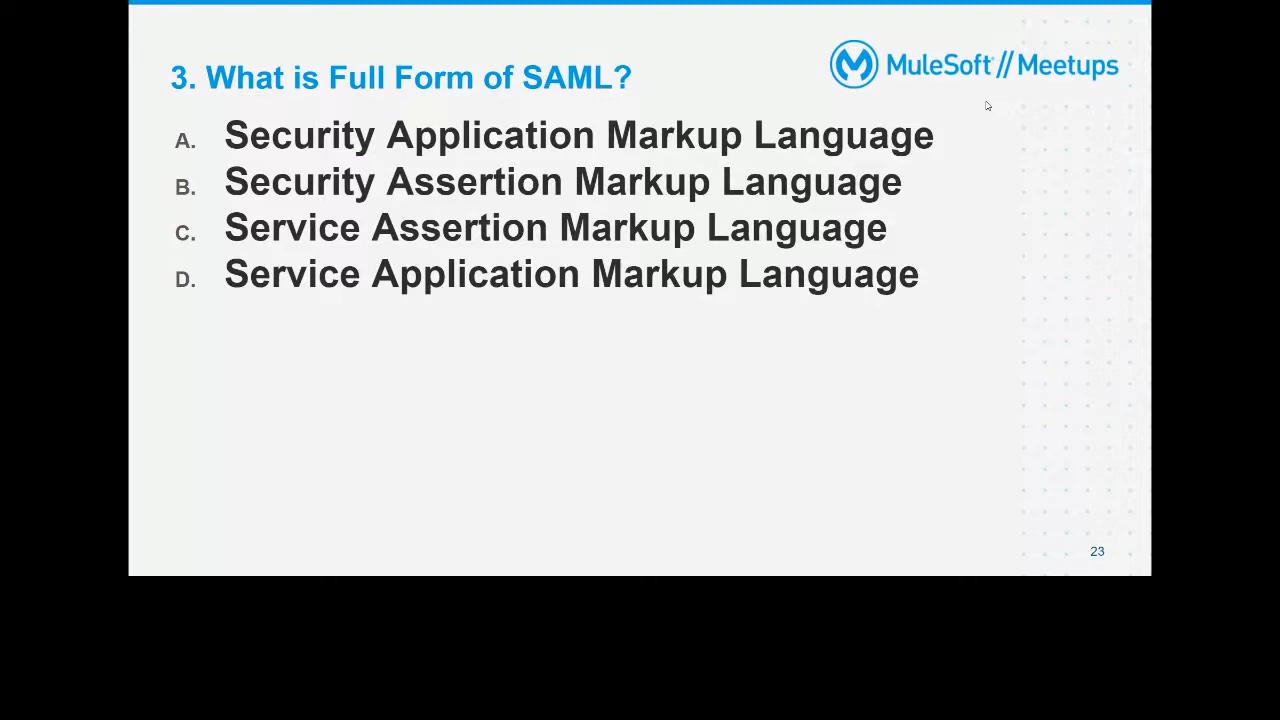 3. What is Full Form of SAML?
MuleSoft // Meetups
A. Security Application Markup Language
B. Security Assertion Markup Language
C. Service Assertion Markup Language
D. Service Application Markup Language
23